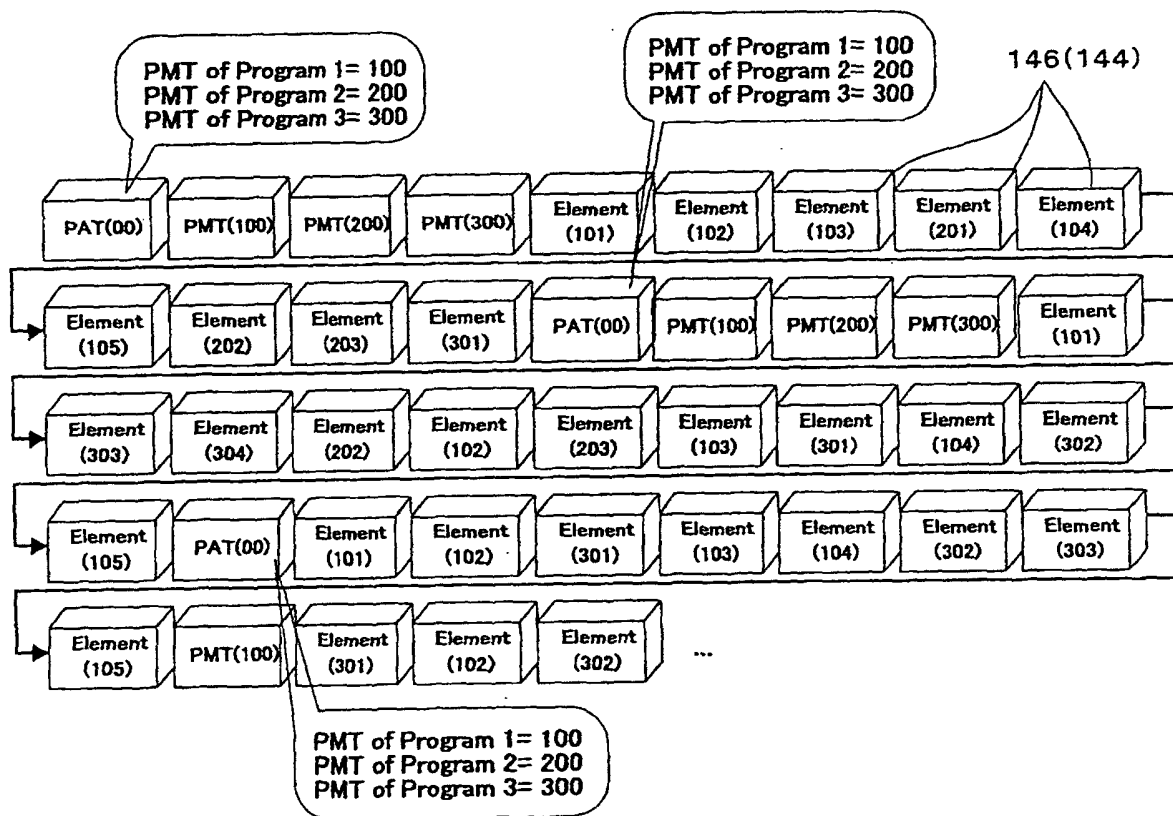 PMT of Program 1= 100
PMT of Program 2= 200
PMT of Program 3= 300
PMT of Program 1= 100
PMT of Program 2= 200
PMT of Program 3= 300
146(144)
PAT(00)
PMT(100)
PMT(200)
PMT(300)
Element
(101)
Element
(102)
Element
(103)
Element
(201)
Element
(104)
Element
(105)
Element
(202)
Element
(203)
Element
(301)
PAT(00)
PMT(100)
PMT(200)
PMT(300)
Element
(101)
Element
(303)
Element
(304)
Element
(202)
Element
(102)
Element
(203)
Element
(103)
Element
(301)
Element
(104)
Element
(302)
Element
(105)
PAT(00)
Element
(101)
Element
(102)
Element
(301)
Element
(103)
Element
(104)
Element
(302)
Element
(303)
Element
(105)
PMT(100)
Element
(301)
Element
(102)
Element
(302)
...
PMT of Program 1= 100
PMT of Program 2= 200
PMT of Program 3= 300